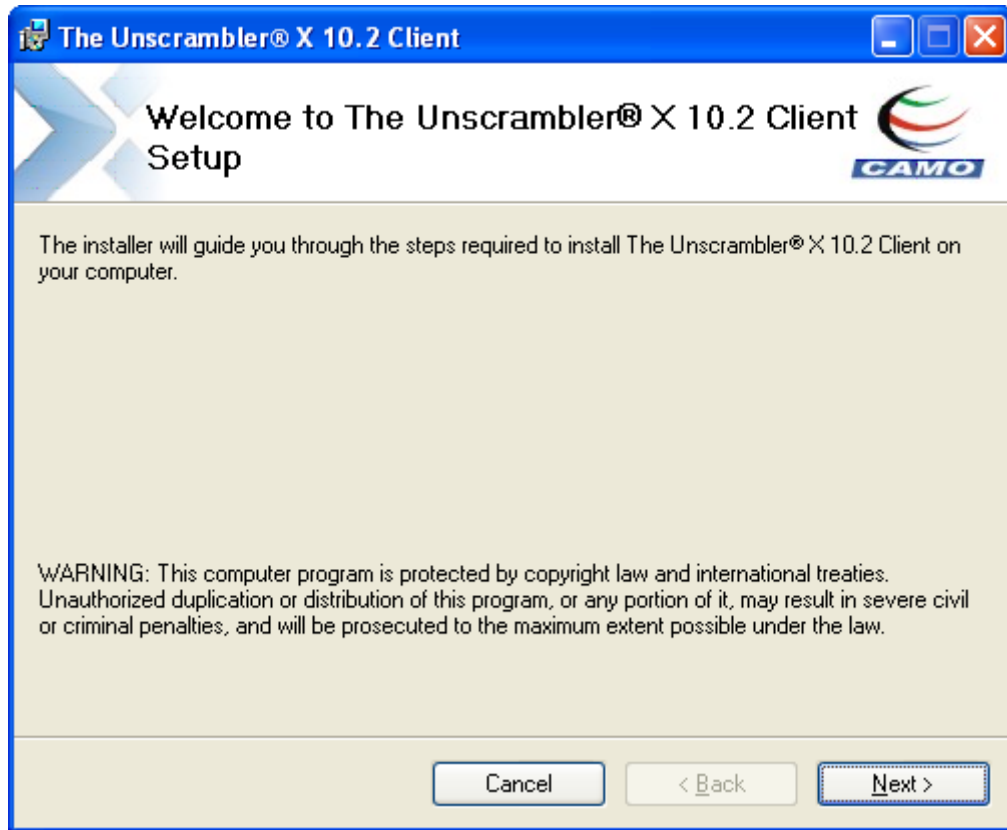 The Unscrambler® X 10.2 Client
Welcome to The Unscrambler® X 10.2 Client
Setup
CAMO
The installer will guide you through the steps required to install The Unscrambler® X 10.2 Client on
your computer.
WARNING: This computer program is protected by copyright law and international treaties.
Unauthorized duplication or distribution of this program, or any portion of it, may result in severe civil
or criminal penalties, and will be prosecuted to the maximum extent possible under the law.
Cancel
< Back
Next >